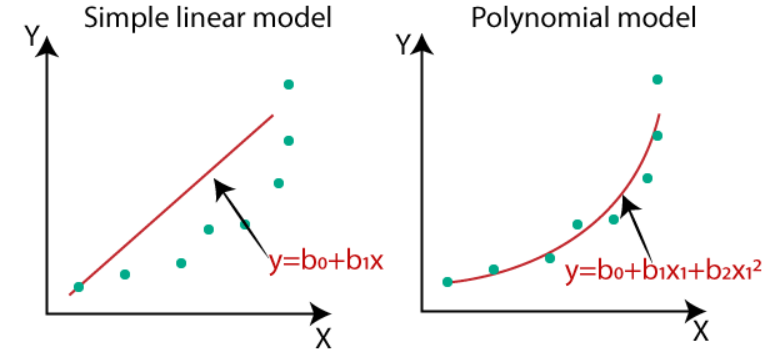 Simple linear model
Y
y=b₀+b₁x
X
Polynomial model
Y
y=b₀+b₁x₁+b₂x₁²
X